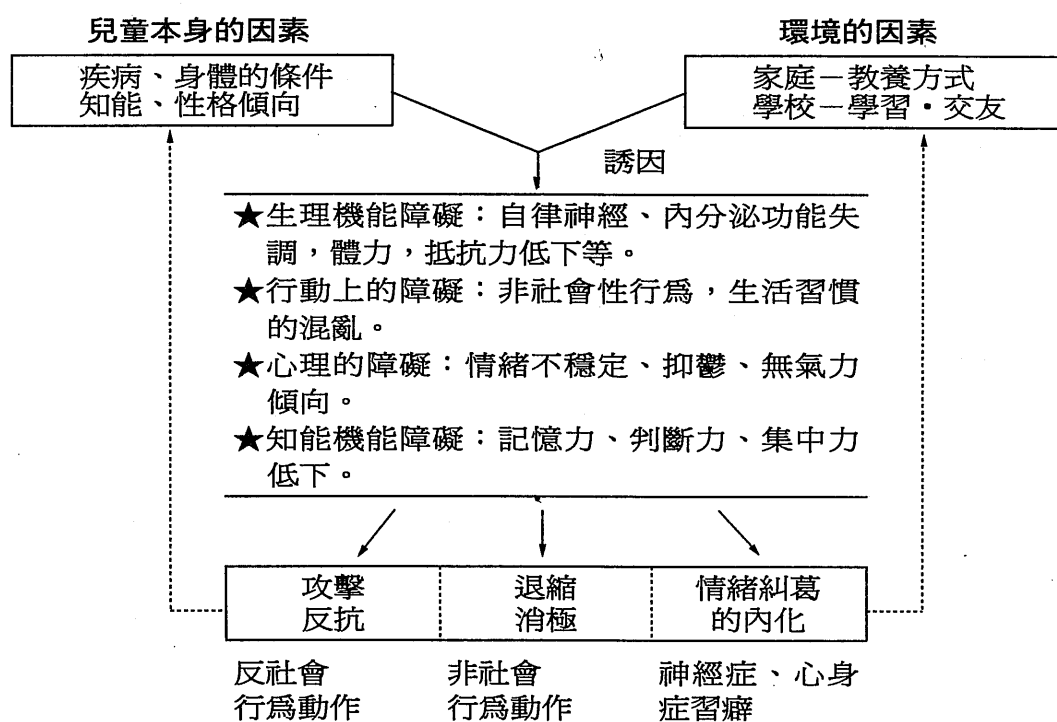 兒童本身的因素
環境的因素
疾病、身體的條件
知能、性格傾向
家庭－教養方式
學校－學習・交友
誘因
★生理機能障礙：自律神經、內分泌功能失
調，體力，抵抗力低下等。
★行動上的障礙：非社會性行爲，生活習慣
的混亂。
★心理的障礙：情緒不穩定、抑鬱、無氣力
傾向。
★知能機能障礙：記憶力、判斷力、集中力
低下。
攻擊
反抗
退縮
消極
情緒糾葛
的內化
反社會
行爲動作
非社會
行爲動作
神經症、心身
症習癖